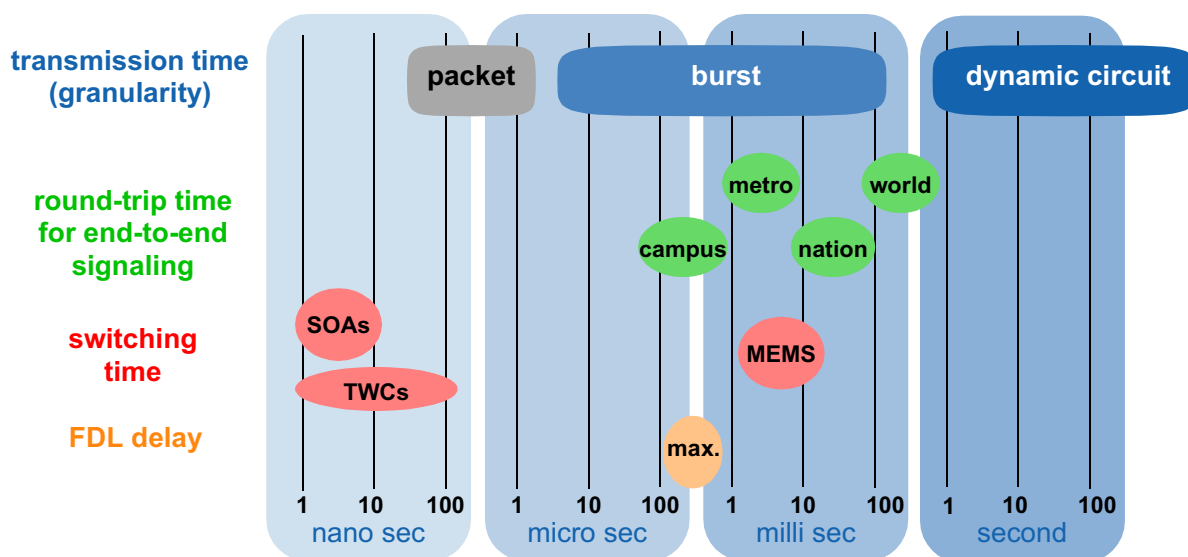 transmission time
(granularity)
packet
burst
dynamic circuit
round-trip time
for end-to-end
signaling
metro
world
campus
nation
switching
time
SOAs
MEMS
TWCs
FDL delay
max.
1 10 100 1 10 100 1 10 100 1 10 100
nano sec micro sec milli sec second